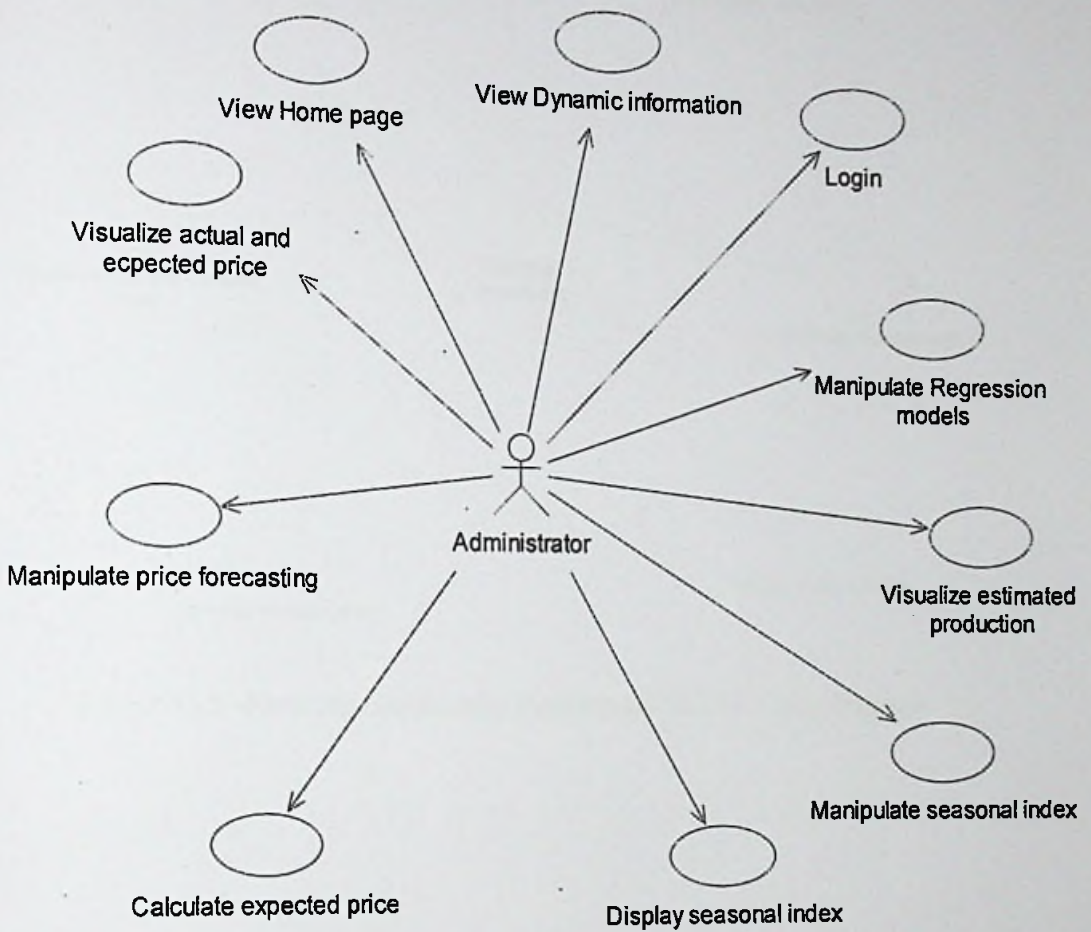 View Home page
View Dynamic information
Login
Visualize actual and
ecpected price
Manipulate Regression
models
Administrator
Manipulate price forecasting
Visualize estimated
production
Manipulate seasonal index
Calculate expected price
Display seasonal index